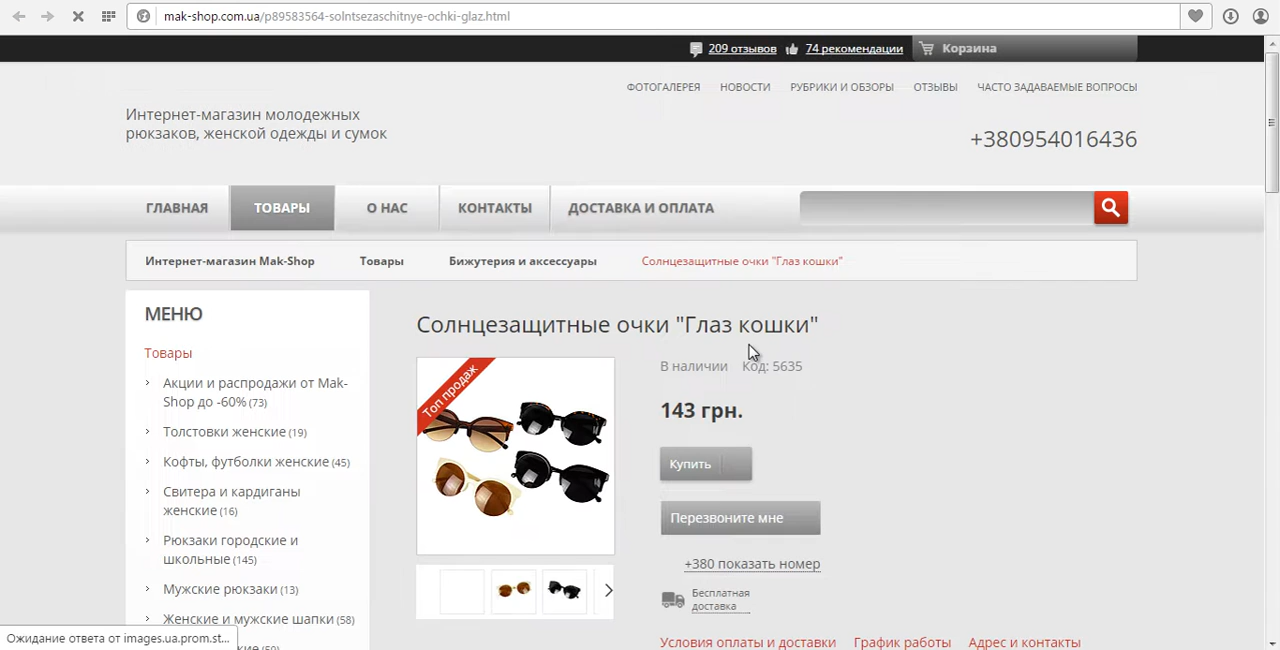 mak-shop.com.ua/p89583564-solntsezaschitnye-ochki-glaz.html
209 отзывов 74 рекомендации Корзина
ФОТОГАЛЕРЕЯ НОВОСТИ РУБРИКИ И ОБЗОРЫ ОТЗЫВЫ ЧАСТО ЗАДАВАЕМЫЕ ВОПРОСЫ
Интернет-магазин молодежных
рюкзаков, женской одежды и сумок
+380954016436
ГЛАВНАЯ ТОВАРЫ О НАС КОНТАКТЫ ДОСТАВКА И ОПЛАТА
Интернет-магазин Mak-Shop Товары Бижутерия и аксессуары Солнцезащитные очки "Глаз кошки"
МЕНЮ
Товары
Акции и распродажи от Mak-
Shop до -60% (73)
Толстовки женские (19)
Кофты, футболки женские (45)
Свитера и кардиганы
женские (16)
Рюкзаки городские и
школьные (145)
Мужские рюкзаки (13)
Женские и мужские шапки (58)
Солнцезащитные очки "Глаз кошки"
Топ продаж
В наличии Код: 5635
143 грн.
Купить
Перезвоните мне
+380 показать номер
Бесплатная
доставка
Условия оплаты и доставки График работы Адрес и контакты
Ожидание ответа от images.ua.prom.st...